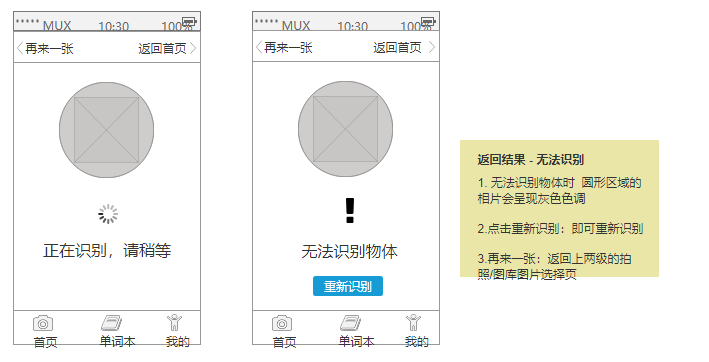 MUX 10:30 100%
再来一张 返回首页
正在识别，请稍等
首页 单词本 我的
MUX 10:30 100%
再来一张 返回首页
!
无法识别物体
重新识别
首页 单词本 我的
返回结果 - 无法识别
1. 无法识别物体时 圆形区域的
相片会呈现灰色色调
2.点击重新识别：即可重新识别
3.再来一张：返回上两级的拍
照/图库图片选择页